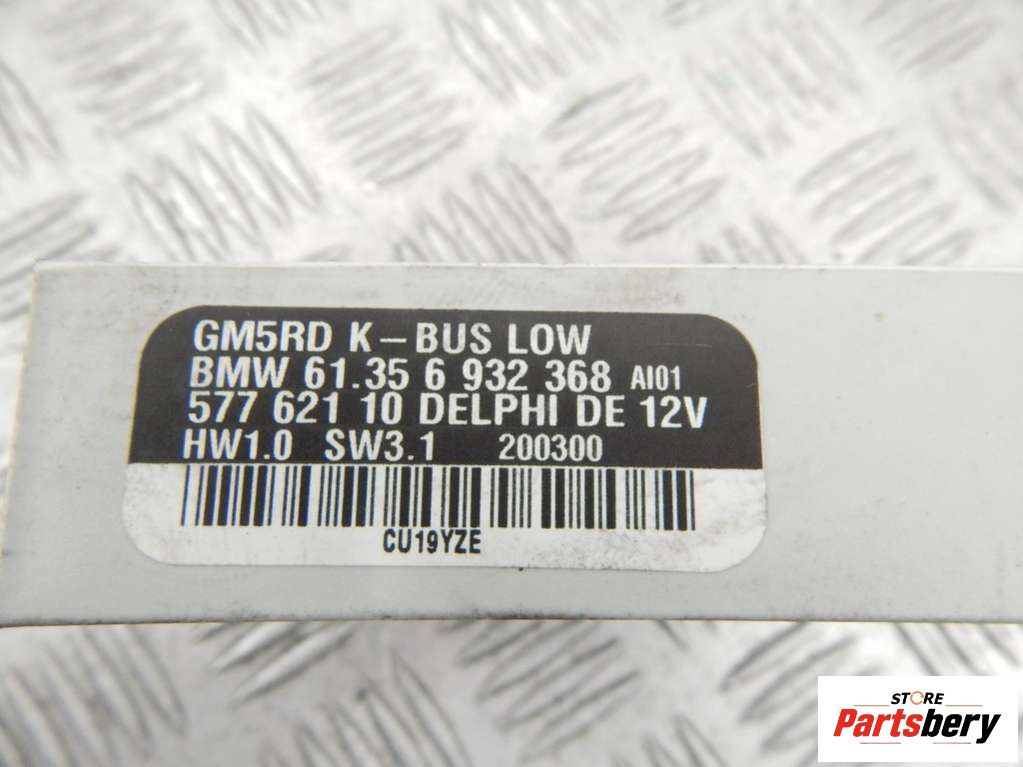 GM5RD K-BUS LOW
BMW 61.35 6 932 368 AI01
577 621 10 DELPHI DE 12V
HW1.0 SW3.1 200300
CU19YZE
STORE
Partsbery